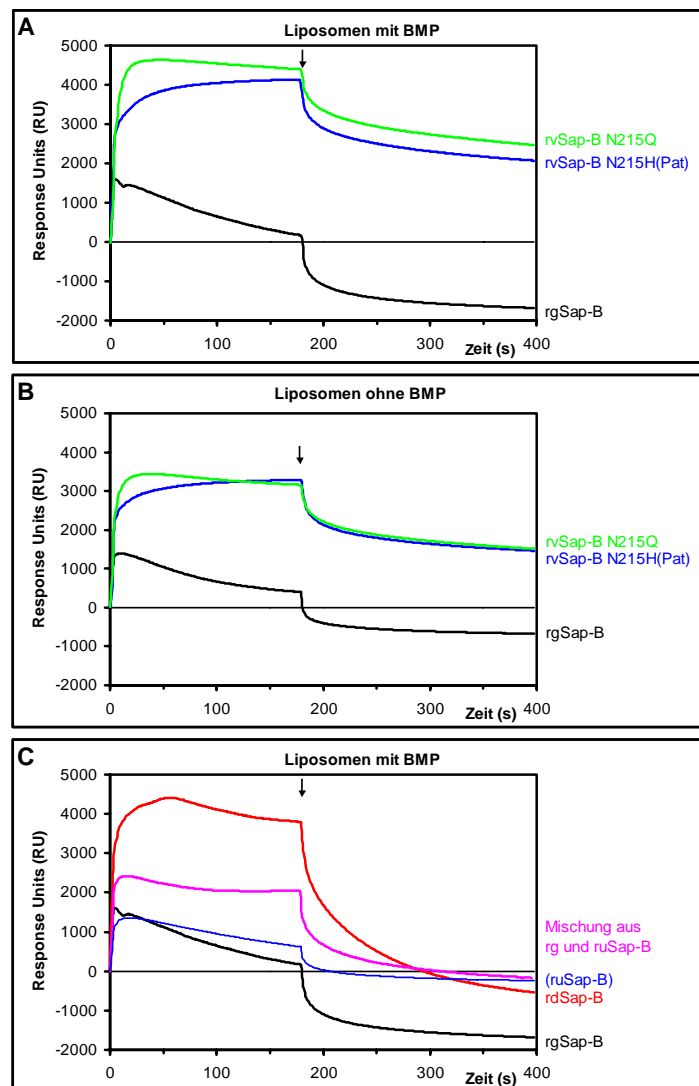 A
Liposomen mit BMP
Response Units (RU)
5000
4000
3000
2000
1000
0
-1000
-2000
0
100
200
300
400
Zeit (s)
rvSap-B N215Q
rvSap-B N215H(Pat)
rgSap-B
B
Liposomen ohne BMP
Response Units (RU)
5000
4000
3000
2000
1000
0
-1000
-2000
0
100
200
300
400
Zeit (s)
rvSap-B N215Q
rvSap-B N215H(Pat)
rgSap-B
C
Liposomen mit BMP
Response Units (RU)
5000
4000
3000
2000
1000
0
-1000
-2000
0
100
200
300
400
Zeit (s)
Mischung aus
rg und ruSap-B
(ruSap-B)
rdSap-B
rgSap-B